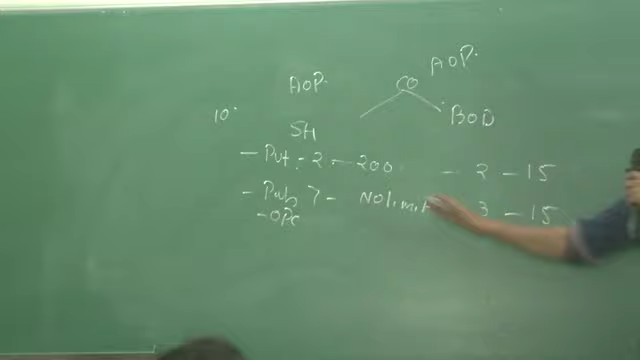 AOP.
CO AOP.
10. BOD
SH
- Pvt. - 2 - 200 - 2 - 15
- Pub 7 - No limit 3 - 15
- OPC